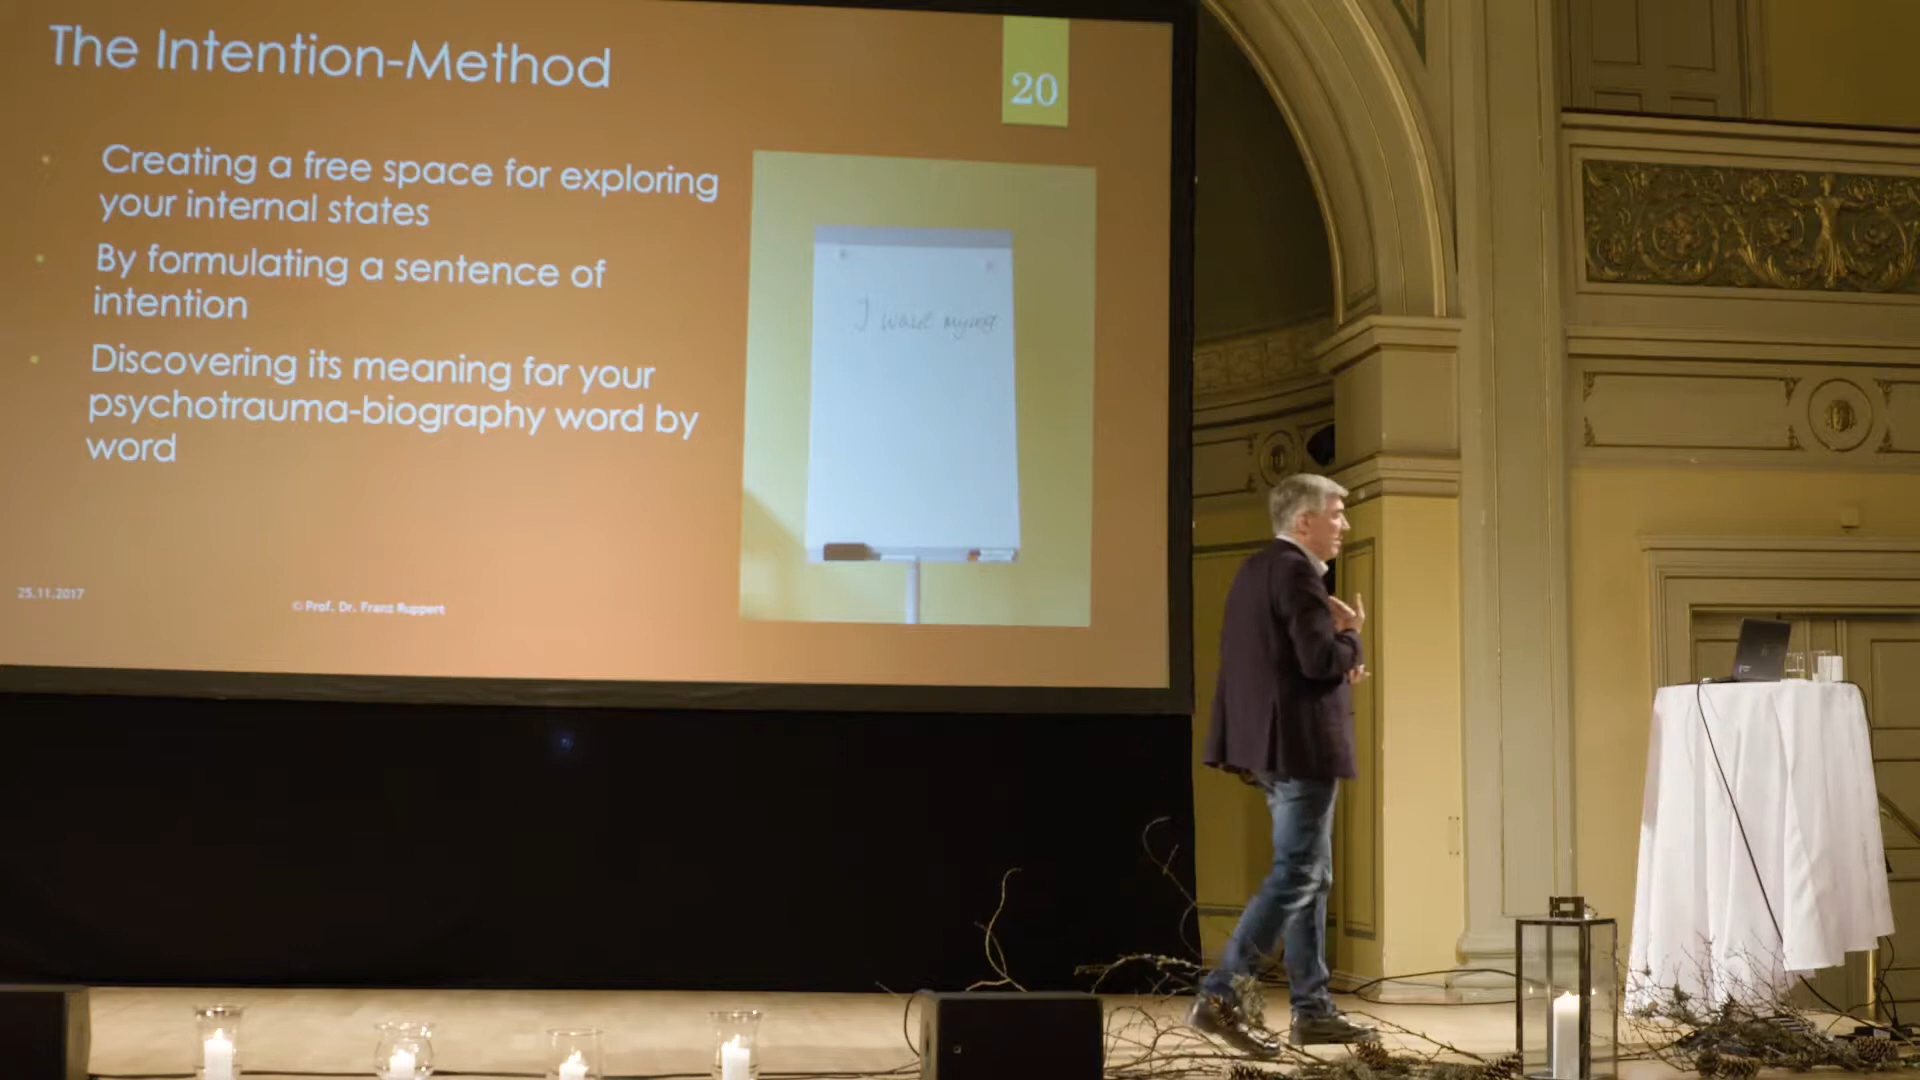 The Intention-Method
20
Creating a free space for exploring
your internal states
By formulating a sentence of
intention
Discovering its meaning for your
psychotrauma-biography word by
word
I want
25.11.2017
© Prof. Dr. Franz Ruppert